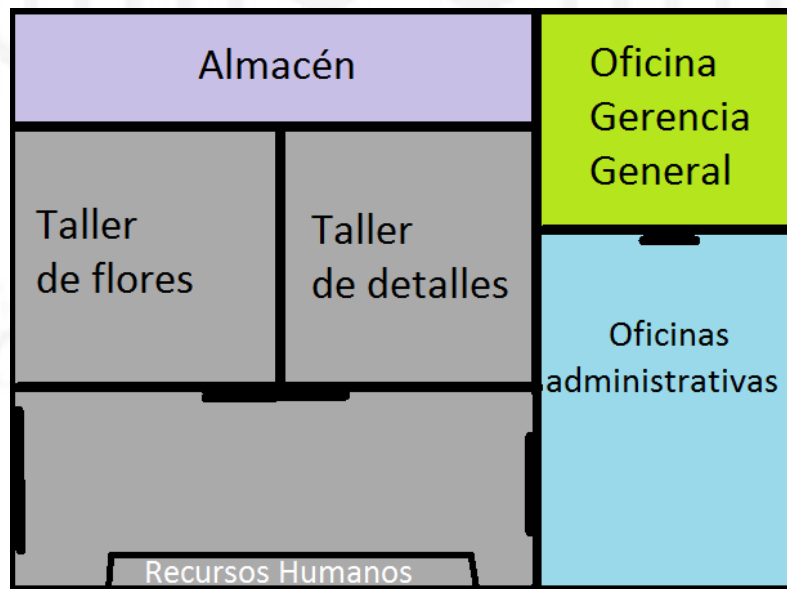 Almacén
Oficina
Gerencia
General
Taller
de flores
Taller
de detalles
Oficinas
administrativas
Recursos Humanos